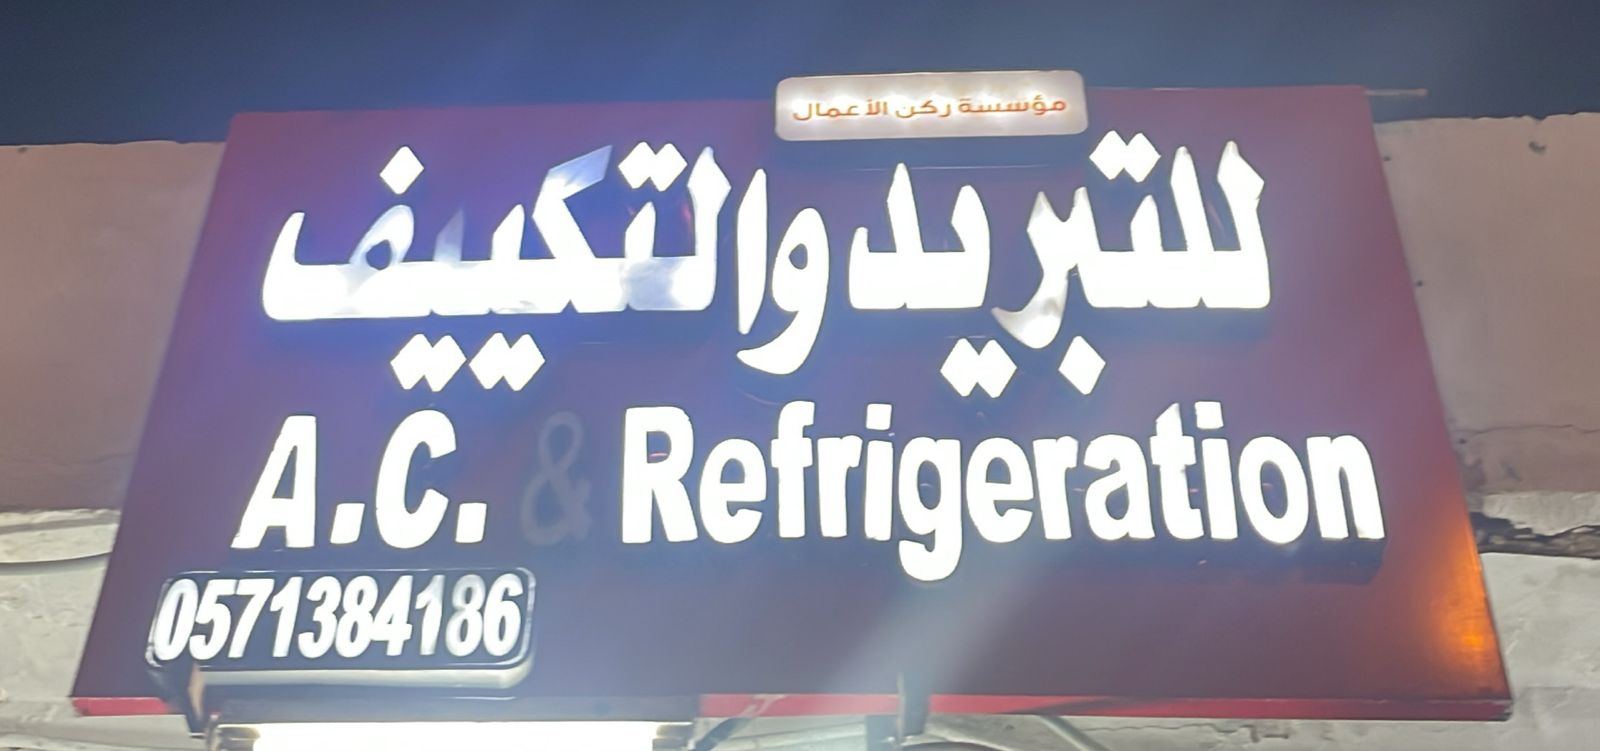 مؤسسة ركن الأعمال
للتبريد والتكييف
A.C. & Refrigeration
0571384186